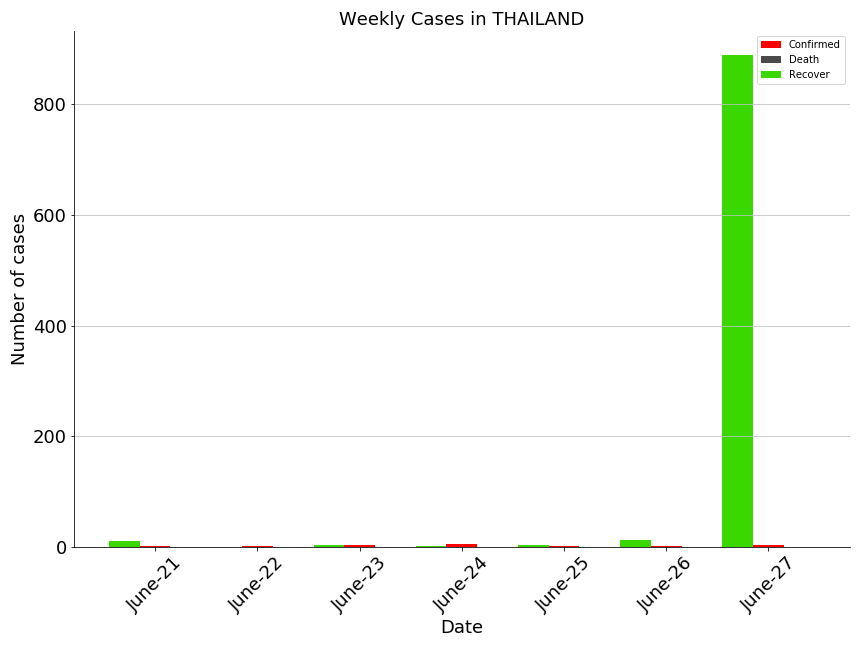 Weekly Cases in THAILAND
Confirmed
Death
Recover
Number of cases
800
600
400
200
0
June-21
June-22
June-23
June-24
June-25
June-26
June-27
Date